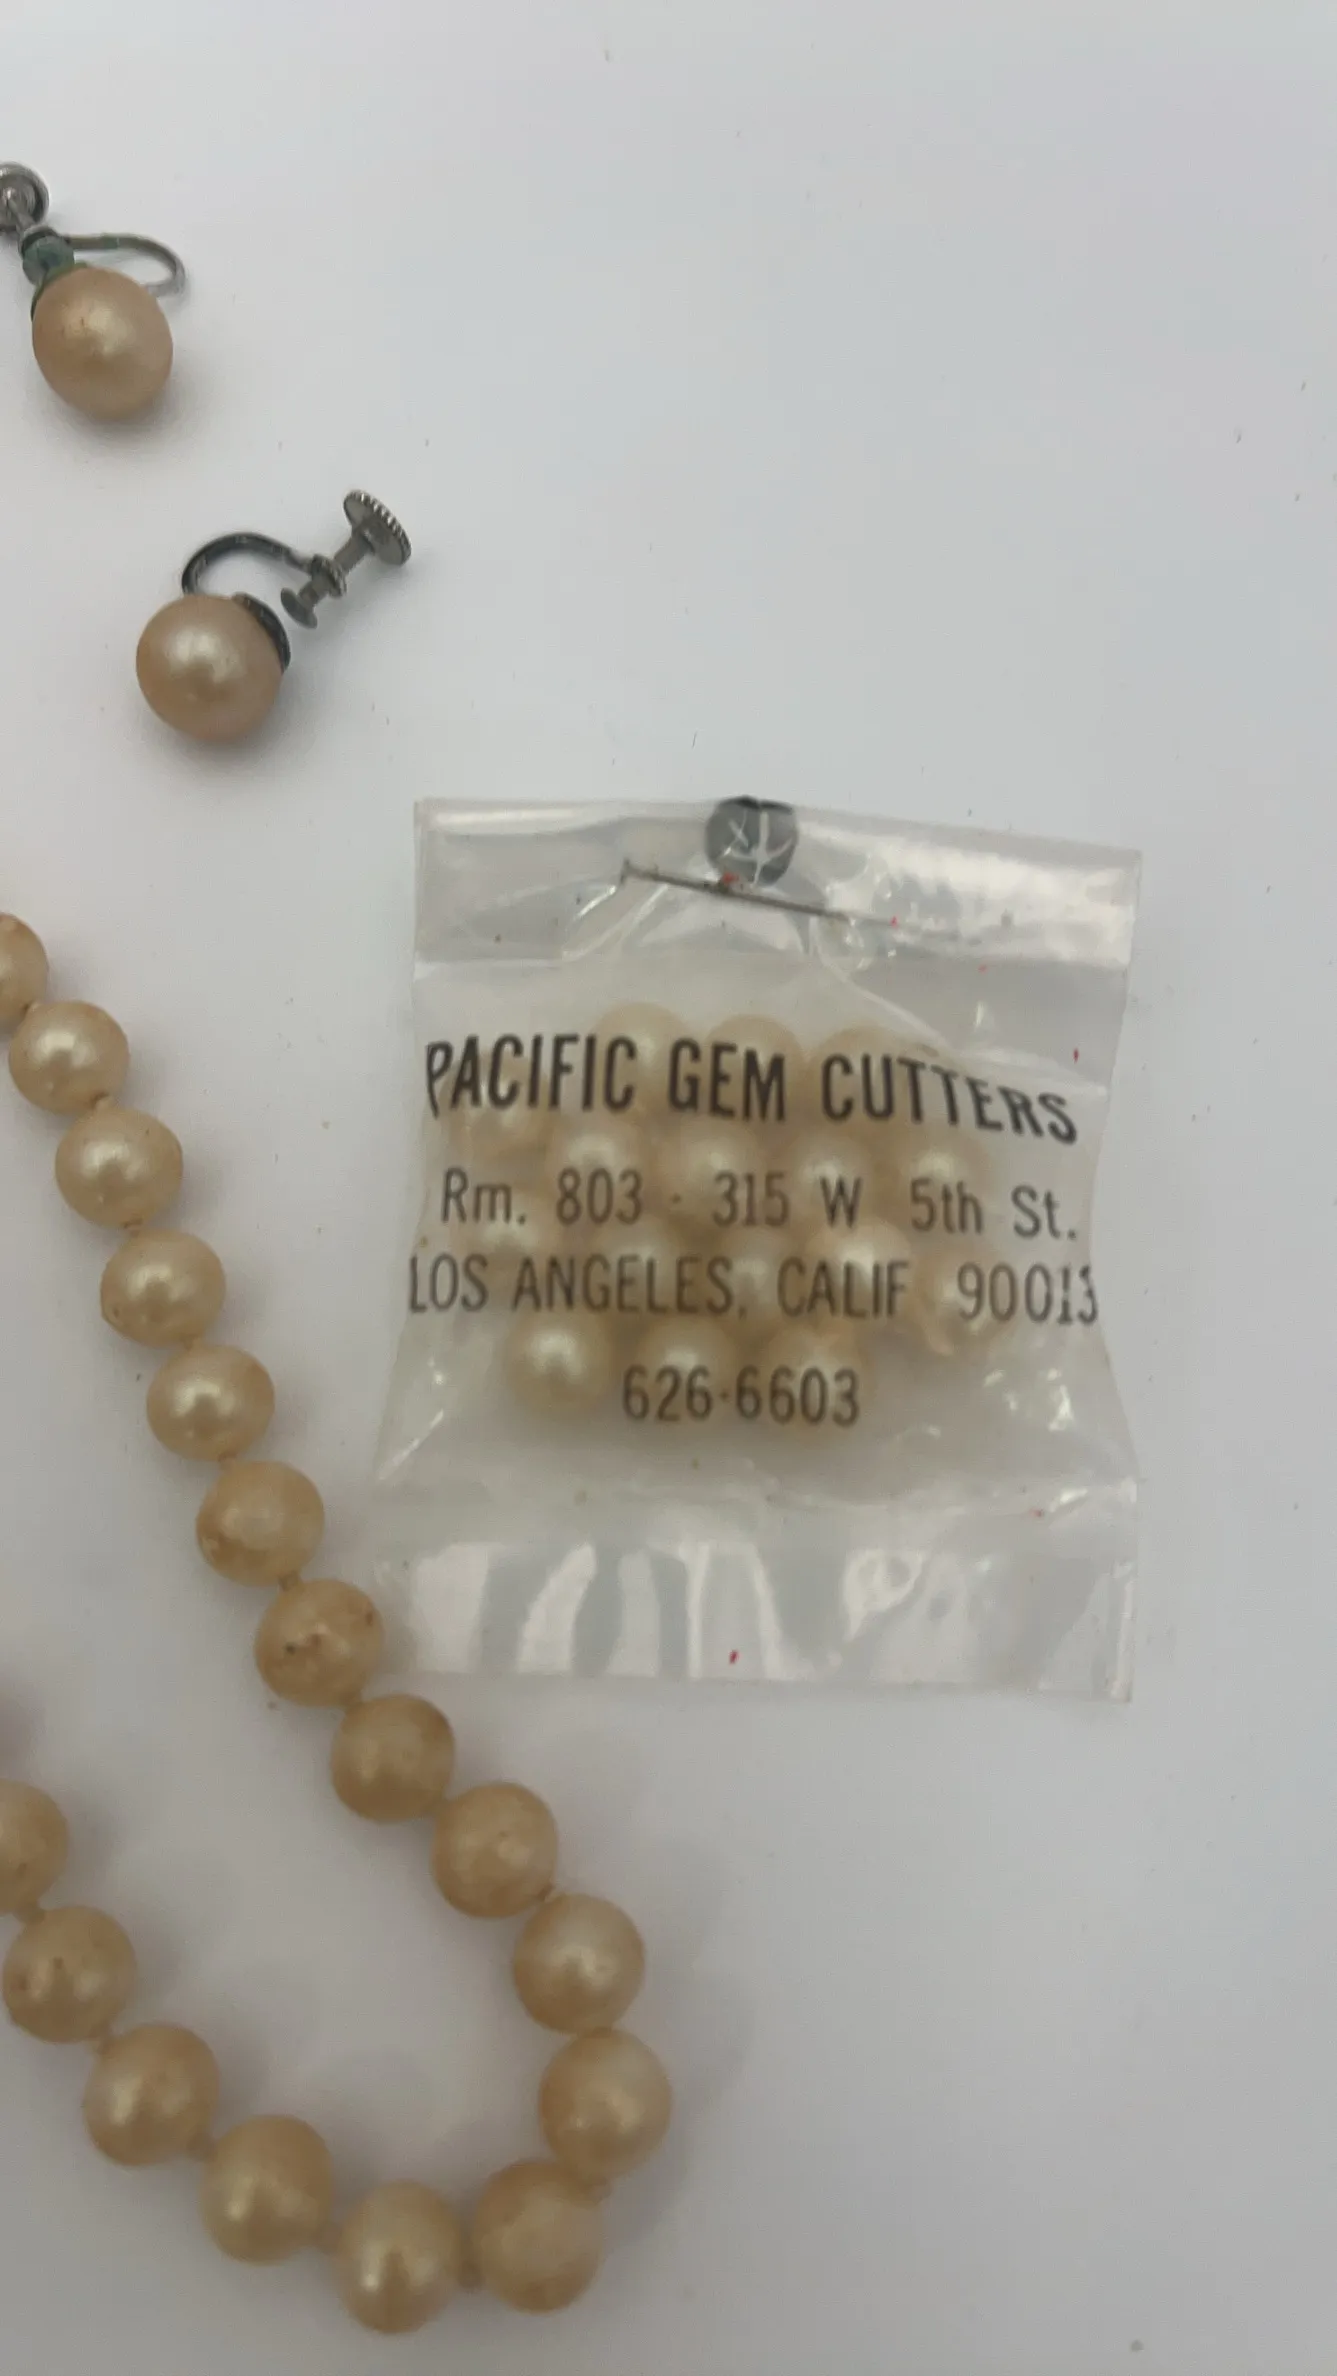 PACIFIC GEM CUTTERS
Rm. 803 - 315 W 5th St.
LOS ANGELES, CALIF 90013
626-6603